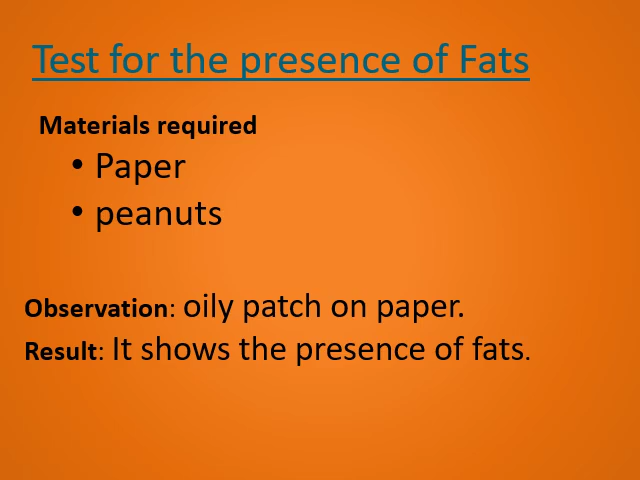 Test for the presence of Fats
Materials required
• Paper
• peanuts
Observation: oily patch on paper.
Result: It shows the presence of fats.